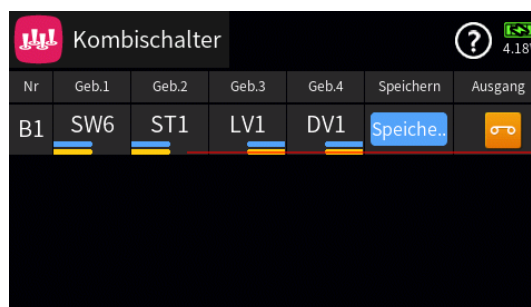 Kombischalter
?
4.18V
Nr Geb.1 Geb.2 Geb.3 Geb.4 Speichern Ausgang
B1 SW6 ST1 LV1 DV1 Speiche..